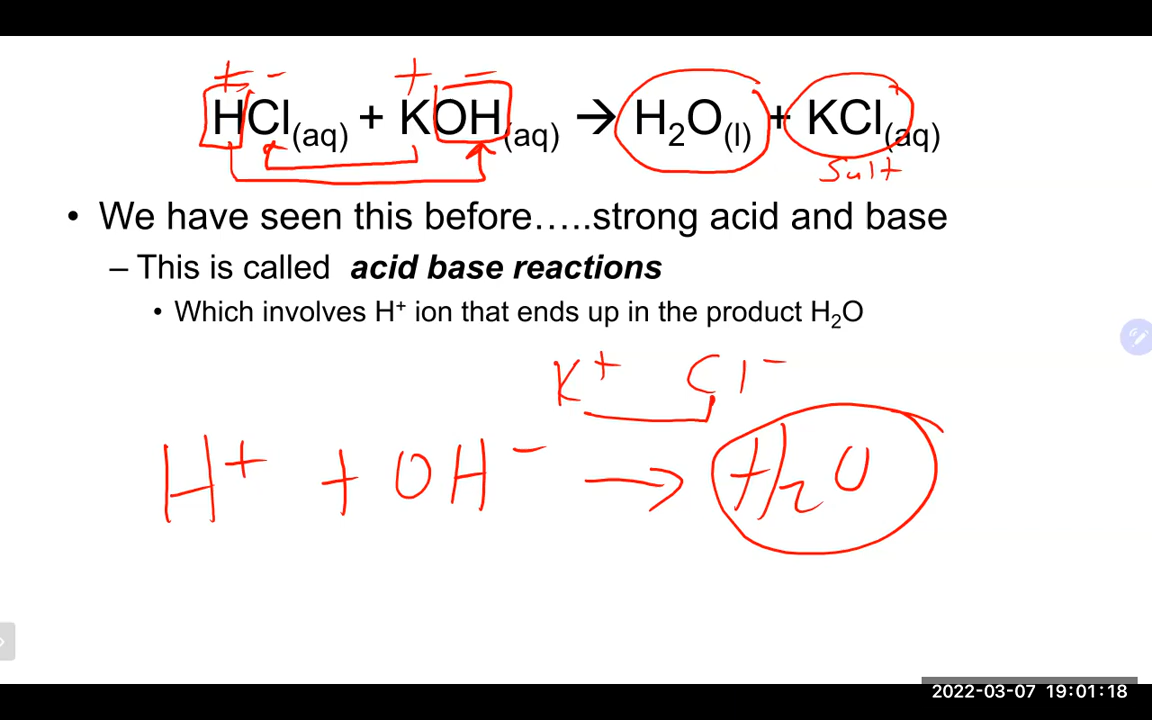 + - + -
HCl(aq) + KOH(aq) → H2O(l) + KCl(aq)
Salt
• We have seen this before…..strong acid and base
– This is called acid base reactions
• Which involves H+ ion that ends up in the product H2O
K+ Cl-
H+ + OH- → H2O
2022-03-07 19:01:18